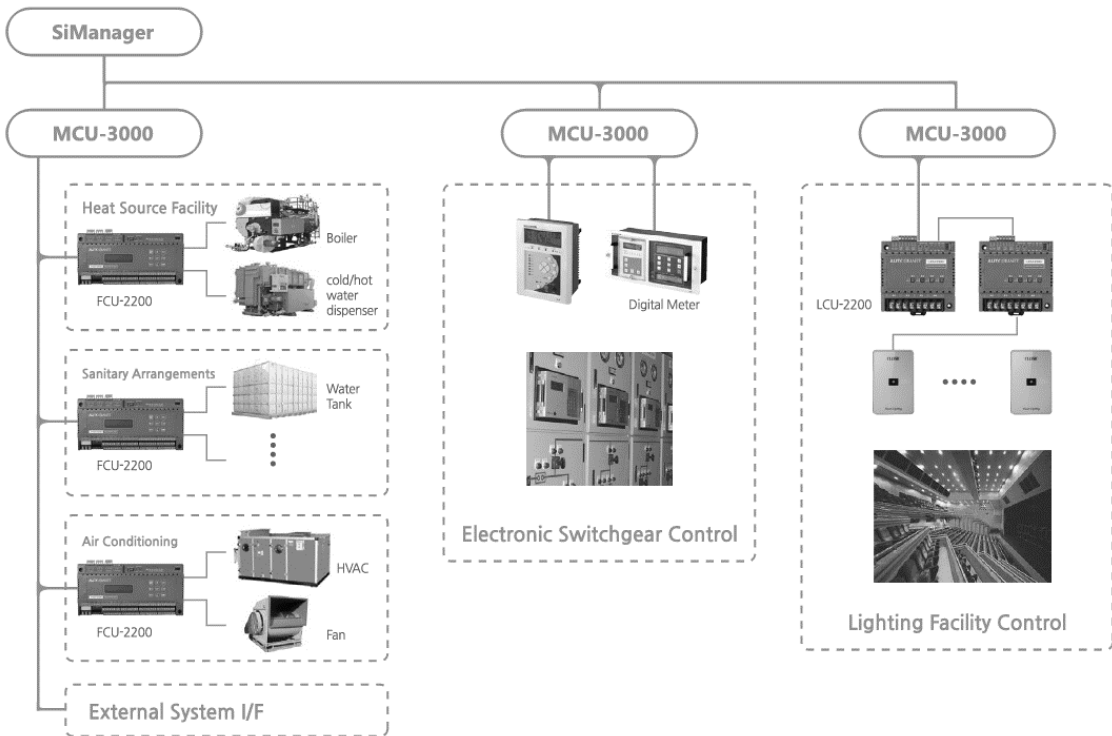 SiManager
MCU-3000
MCU-3000
MCU-3000
Heat Source Facility
Boiler
cold/hot
water
dispenser
FCU-2200
Sanitary Arrangements
Water
Tank
FCU-2200
Air Conditioning
HVAC
Fan
FCU-2200
External System I/F
Digital Meter
Electronic Switchgear Control
LCU-2200
Lighting Facility Control